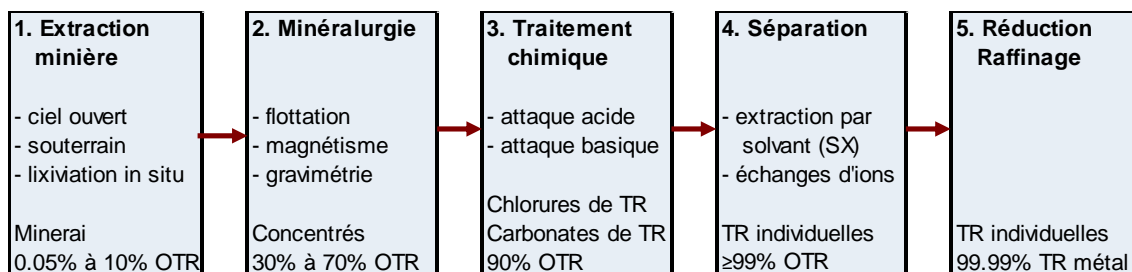 1. Extraction
minière
- ciel ouvert
- souterrain
- lixiviation in situ
Minerai
0.05% à 10% OTR
2. Minéralurgie
- flottation
- magnétisme
- gravimétrie
Concentrés
30% à 70% OTR
3. Traitement
chimique
- attaque acide
- attaque basique
Chlorures de TR
Carbonates de TR
90% OTR
4. Séparation
- extraction par
solvant (SX)
- échanges d'ions
TR individuelles
≥99% OTR
5. Réduction
Raffinage
TR individuelles
99.99% TR métal